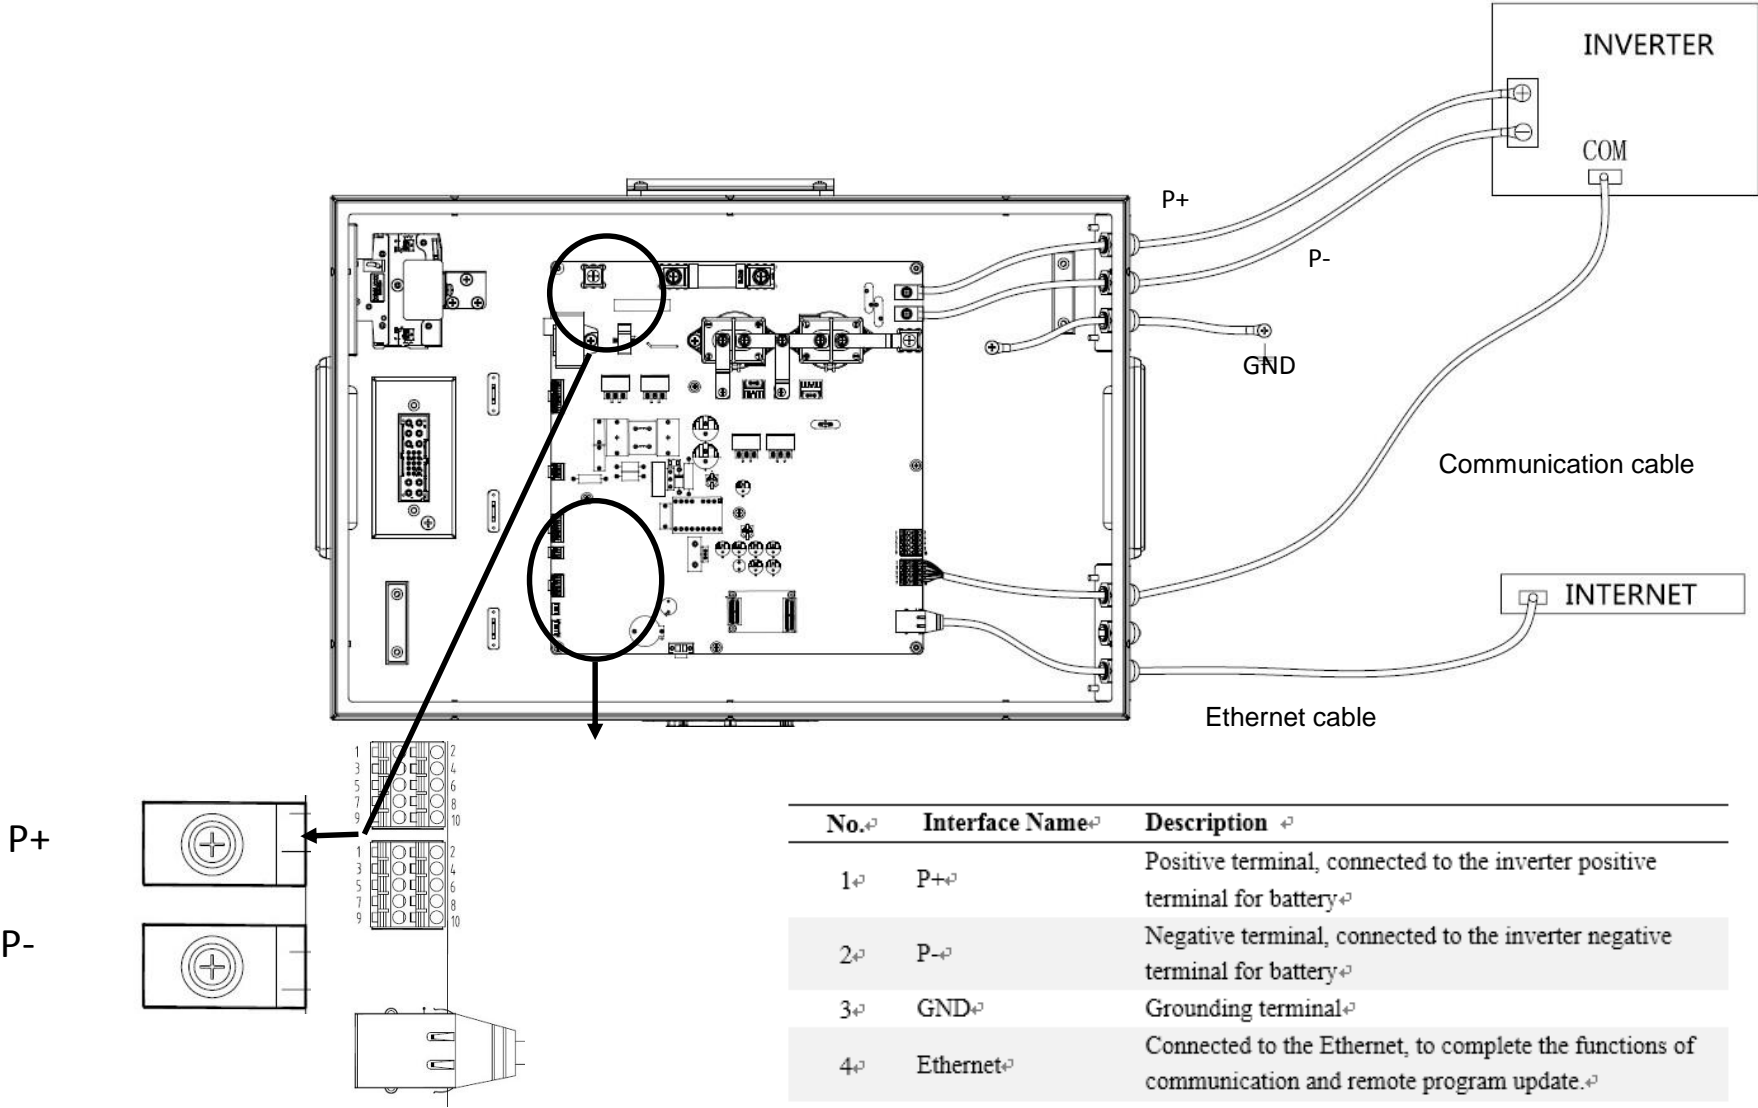 INVERTER
COM
P+
P-
GND
Communication cable
INTERNET
Ethernet cable
1 2
3 4
5 6
7 8
9 10
1 2
3 4
5 6
7 8
9 10
P+
P-
No. Interface Name Description
1 P+ Positive terminal, connected to the inverter positive
terminal for battery
2 P- Negative terminal, connected to the inverter negative
terminal for battery
3 GND Grounding terminal
4 Ethernet Connected to the Ethernet, to complete the functions of
communication and remote program update.